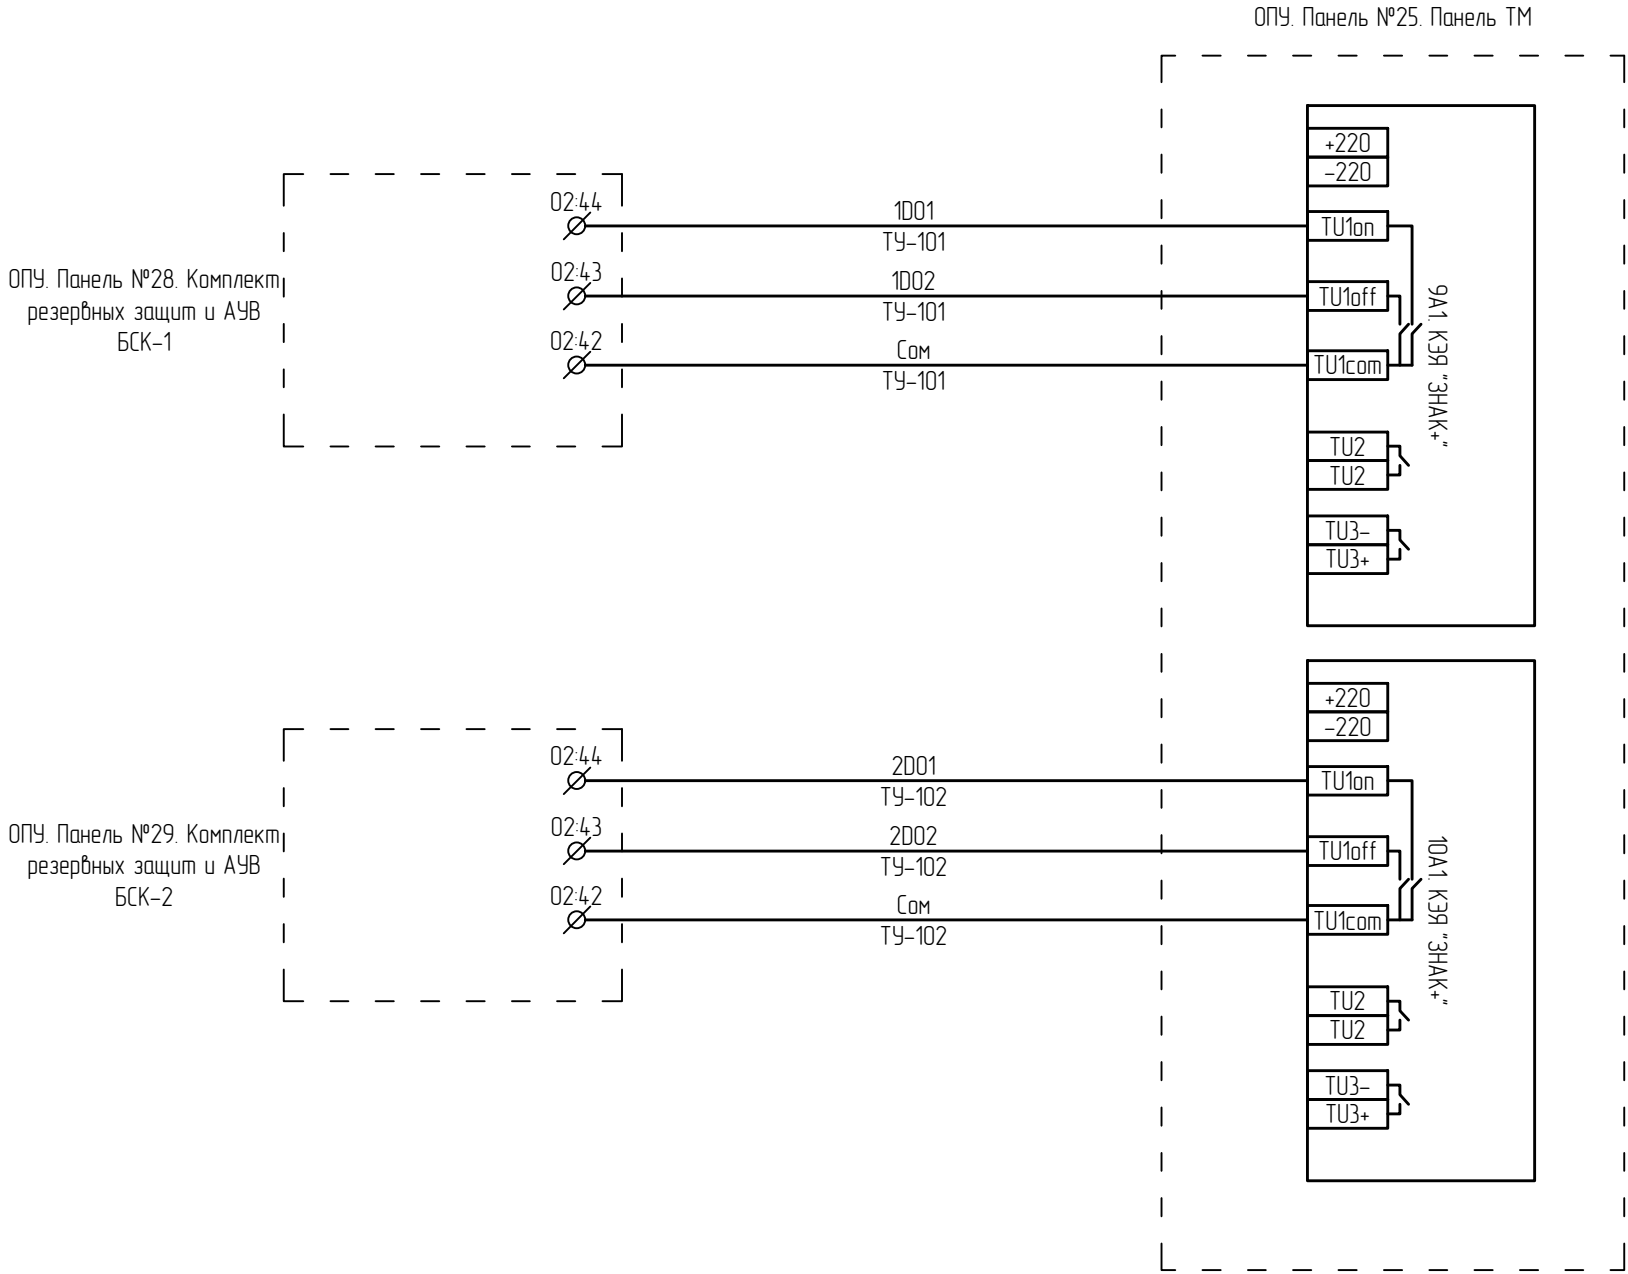 ОПУ. Панель №25. Панель ТМ
ОПУ. Панель №28. Комплект
резервных защит и АУВ
БСК-1
02:44
02:43
02:42
1D01
ТУ-101
1D02
ТУ-101
Com
ТУ-101
+220
-220
TU1on
TU1off
TU1com
TU2
TU2
TU3-
TU3+
9А1. КЭЯ "ЗНАК+"
ОПУ. Панель №29. Комплект
резервных защит и АУВ
БСК-2
02:44
02:43
02:42
2D01
ТУ-102
2D02
ТУ-102
Com
ТУ-102
+220
-220
TU1on
TU1off
TU1com
TU2
TU2
TU3-
TU3+
10А1. КЭЯ "ЗНАК+"